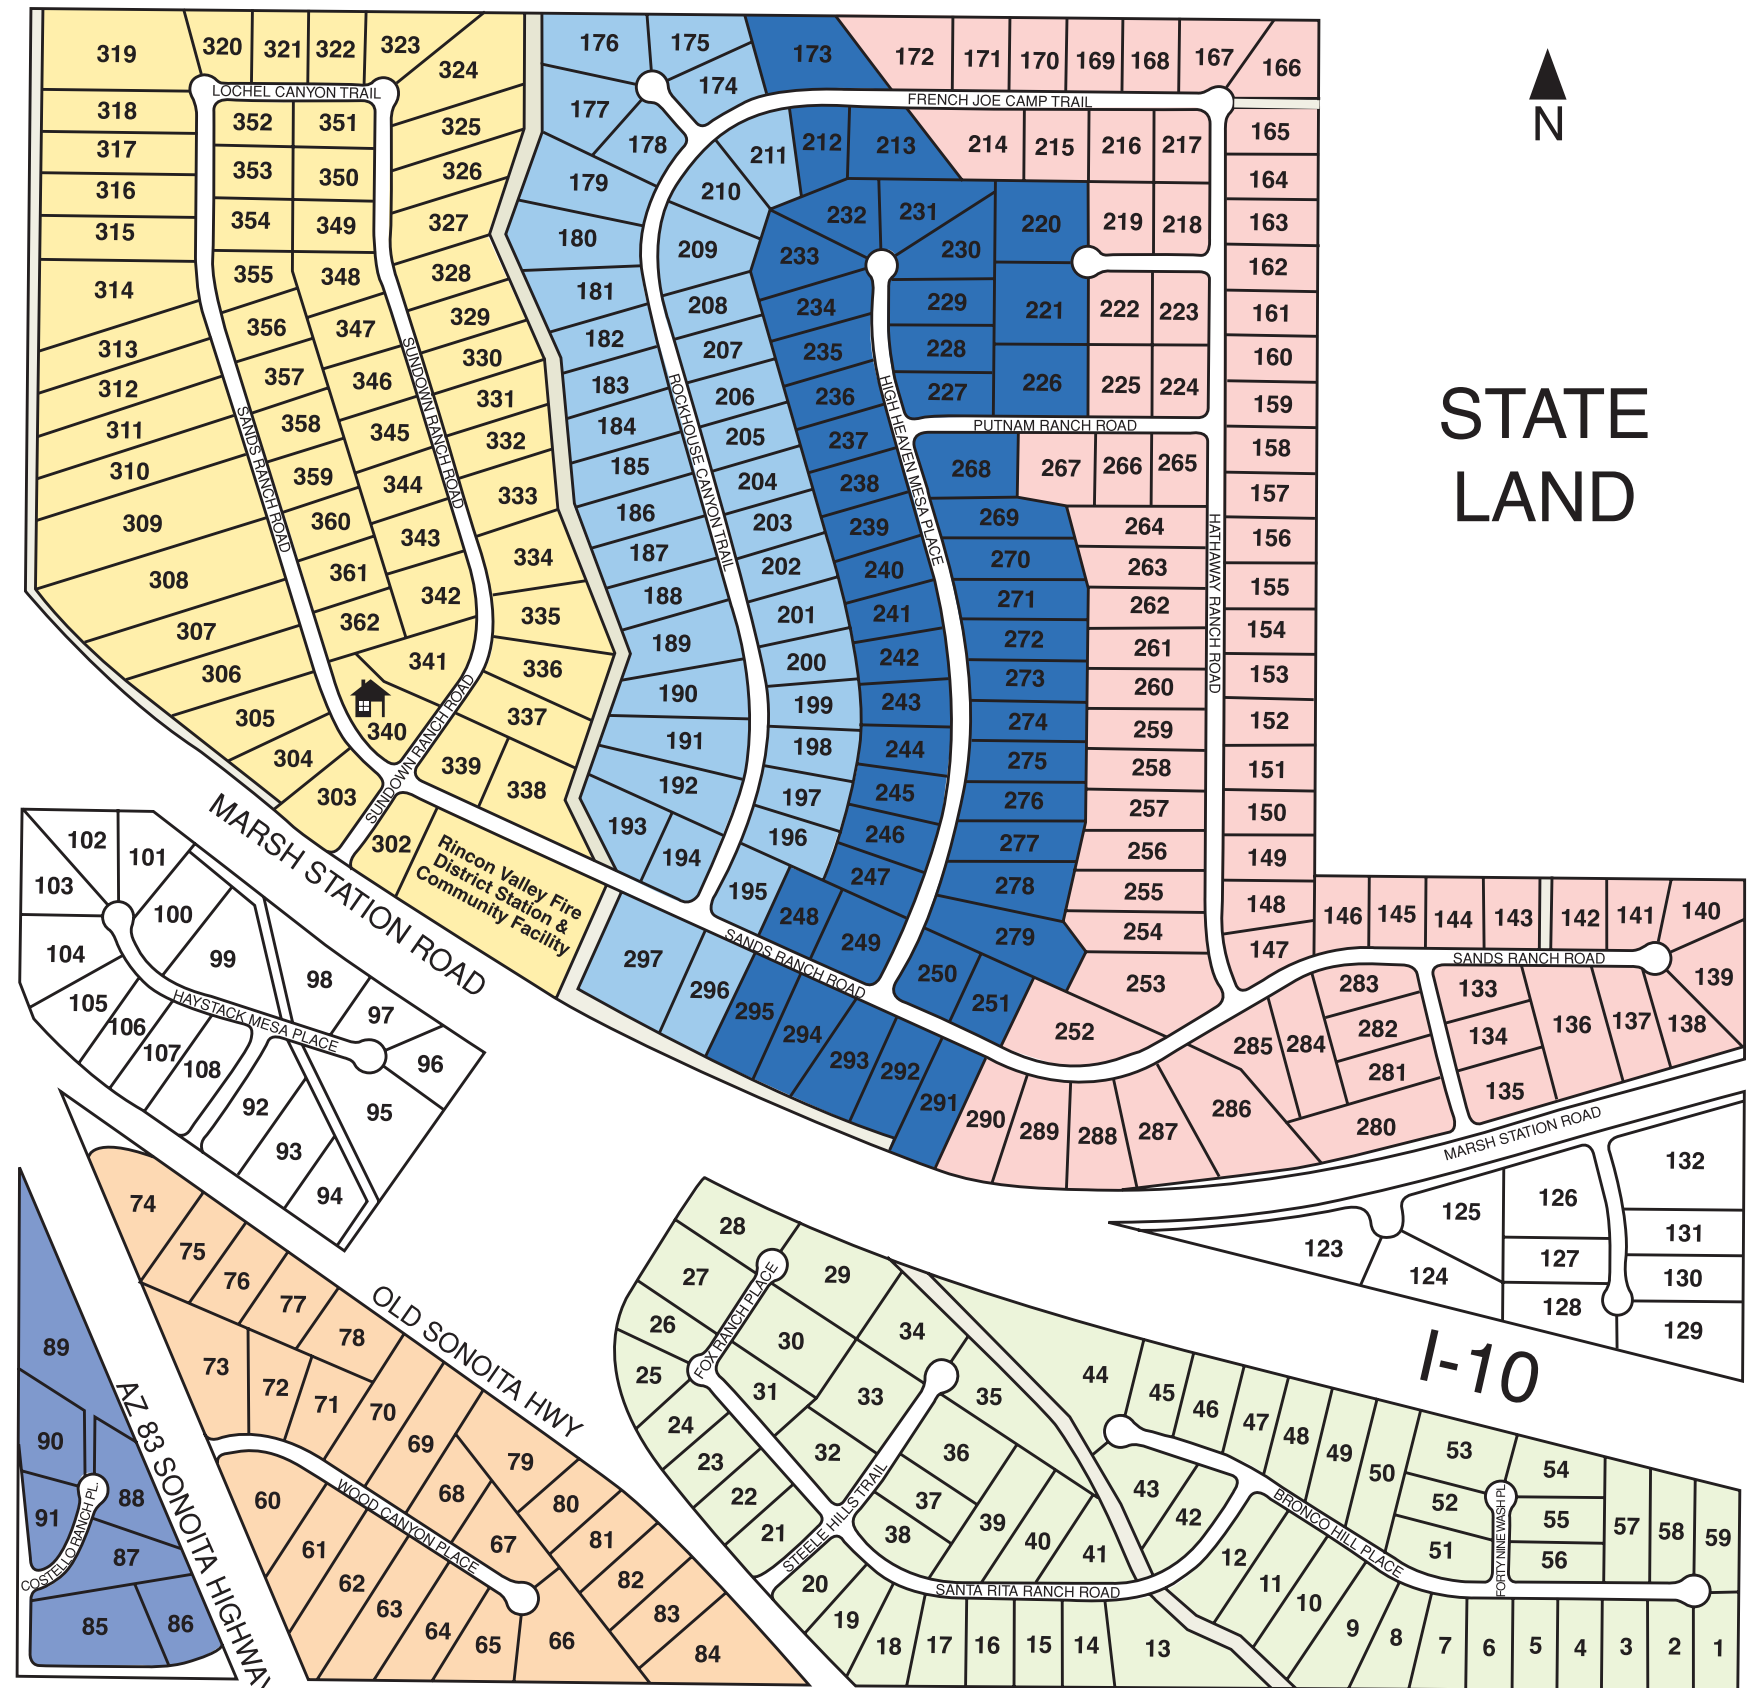 319 320 321 322 323 324
318 LOCHEL CANYON TRAIL
352 351 325
317 353 350 326
316 354 349 327
315 355 348 328
314 356 347 329
313 357 346 330
312 358 345 331
311 359 344 332
310 360 343 333
309 361 342 334
308 362 341 335
307 336
306 340 337
305 339 338
304
303
302
SANDS RANCH ROAD
SUNDOWN RANCH ROAD
SUNDOWN RANCH ROAD
Rincon Valley Fire
District Station &
Community Facility
MARSH STATION ROAD
176 175 173 172 171 170 169 168 167 166
177 174
178
FRENCH JOE CAMP TRAIL
179 210 211 212 213 214 215 216 217 165
180 209 232 231 220 219 218 164
233 230 163
181 208 234 229 221 222 223 162
182 207 235 228 161
183 206 236 227 226 225 224 160
184 205 237 159
PUTNAM RANCH ROAD
185 204 238 268 267 266 265 158
186 203 239 269 264 157
187 202 240 270 263 156
188 201 241 271 262 155
189 200 242 272 261 154
190 199 243 273 260 153
191 198 244 274 259 152
192 197 245 275 258 151
193 196 246 276 257 150
194 195 247 277 256 149
248 278 255 148
249 279 254 147
250 251 253
252
ROCKHOUSE CANYON TRAIL
HIGH HEAVEN MESA PLACE
HATHAWAY RANCH ROAD
SANDS RANCH ROAD
297 296 295 294 293 292 291 290 289 288 287 286 285 284
283
282
281
280
146 145 144 143 142 141 140
SANDS RANCH ROAD
139
133 136 137 138
134
135
MARSH STATION ROAD
N
STATE
LAND
102 101
103 100
104 99 98
105 97
106 96
107 95
108
92
93
94
HAYSTACK MESA PLACE
123 124 125 126 132
127 131
128 130
129
I-10
74
75
76
77
78
73 72 71 70 69 79
68 80
60 67 81
61 82
62 83
63 84
64 65 66
WOOD CANYON PLACE
OLD SONOITA HWY
AZ 83 SONOITA HIGHWAY
89
90
88
91
87
85 86
COSTELLO RANCH PL.
28
27 29
26 30 34
25 31 33 35
24 32 36
23 37
22 38 39 40 41
21
20
19
18 17 16 15 14 13
FOX RANCH PLACE
STEELE HILLS TRAIL
SANTA RITA RANCH ROAD
44 45 46 47 48 49 50
43 42
53 54
52 55
51 56
57 58 59
BRONCO HILL PLACE
FORTY NINE WASH PL.
12 11 10 9 8 7 6 5 4 3 2 1